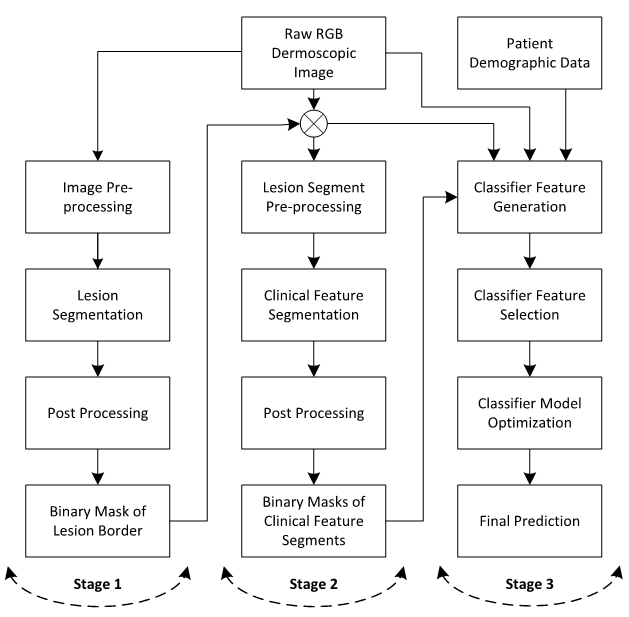 Raw RGB
Dermoscopic
Image
Patient
Demographic Data
Image Pre-
processing
Lesion Segment
Pre-processing
Classifier Feature
Generation
Lesion
Segmentation
Clinical Feature
Segmentation
Classifier Feature
Selection
Post Processing
Post Processing
Classifier Model
Optimization
Binary Mask of
Lesion Border
Binary Masks of
Clinical Feature
Segments
Final Prediction
Stage 1
Stage 2
Stage 3